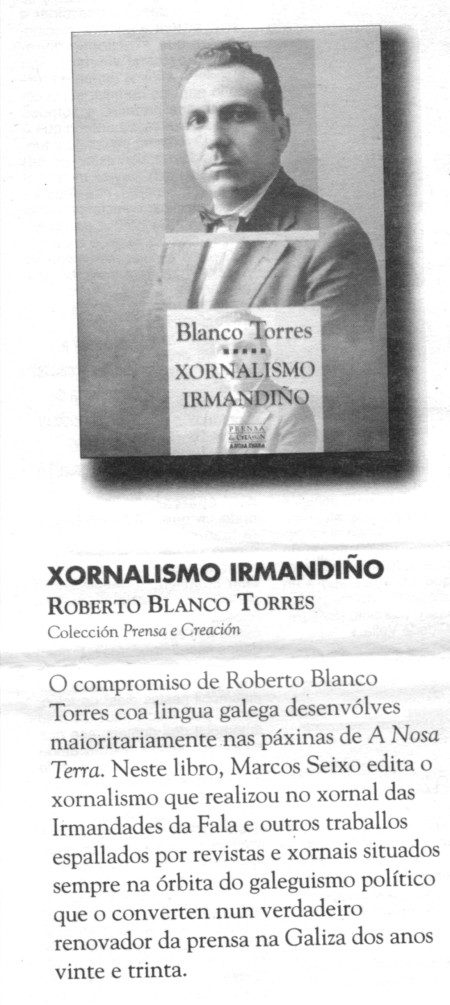 Blanco Torres
XORNALISMO
IRMANDIÑO
PRENSA
A NOSA TERRA
XORNALISMO IRMANDIÑO
ROBERTO BLANCO TORRES
Colección Prensa e Creación
O compromiso de Roberto Blanco
Torres coa lingua galega desenvólves
maioritariamente nas páxinas de A Nosa
Terra. Neste libro, Marcos Seixo edita o
xornalismo que realizou no xornal das
Irmandades da Fala e outros traballos
espallados por revistas e xornais situados
sempre na órbita do galeguismo político
que o converten nun verdadeiro
renovador da prensa na Galiza dos anos
vinte e trinta.